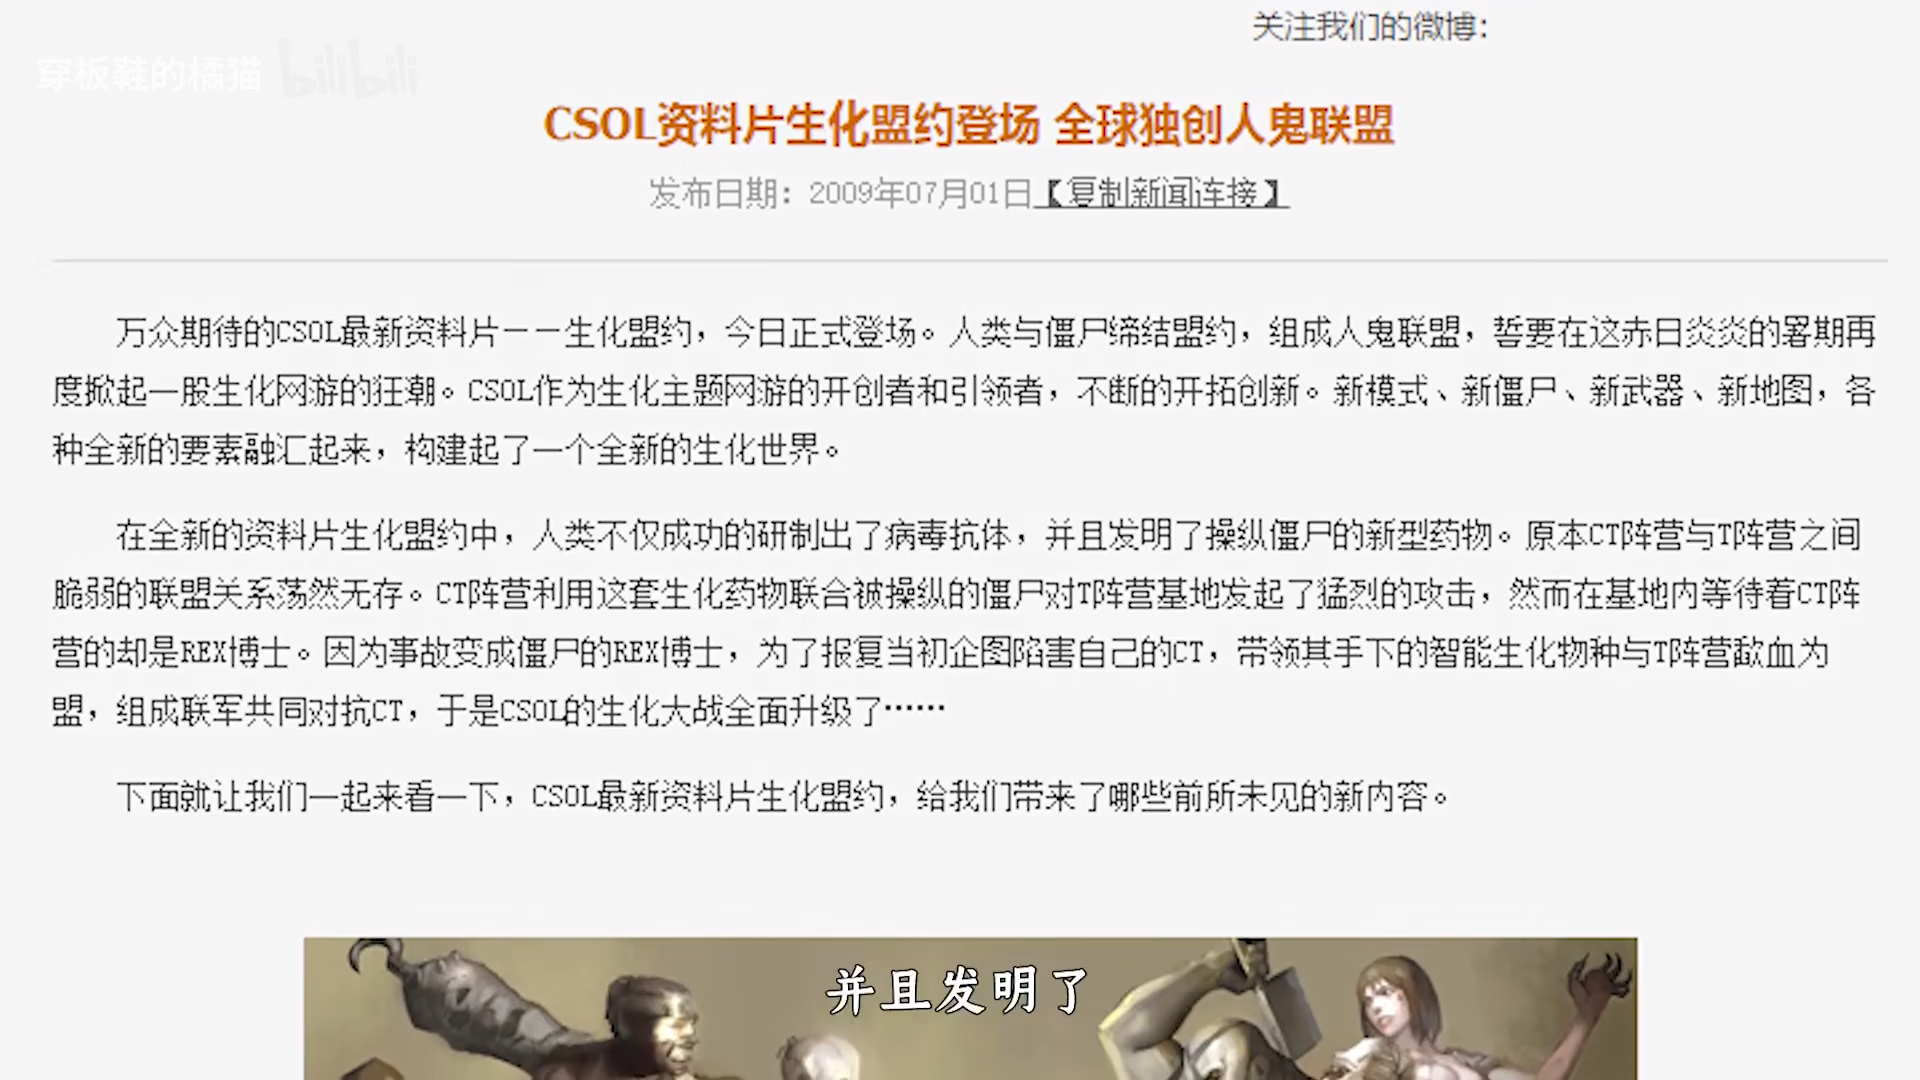 关注我们的微博：
穿板鞋的橘猫 bilibili
CSOL资料片生化盟约登场 全球独创人鬼联盟
发布日期：2009年07月01日【复制新闻连接】
万众期待的CSOL最新资料片——生化盟约，今日正式登场。人类与僵尸缔结盟约，组成人鬼联盟，誓要在这赤日炎炎的暑期再
度掀起一股生化网游的狂潮。CSOL作为生化主题网游的开创者和引领者，不断的开拓创新。新模式、新僵尸、新武器、新地图，各
种全新的要素融汇起来，构建起了一个全新的生化世界。
在全新的资料片生化盟约中，人类不仅成功的研制出了病毒抗体，并且发明了操纵僵尸的新型药物。原本CT阵营与T阵营之间
脆弱的联盟关系荡然无存。CT阵营利用这套生化药物联合被操纵的僵尸对T阵营基地发起了猛烈的攻击，然而在基地内等待着CT阵
营的却是REX博士。因为事故变成僵尸的REX博士，为了报复当初企图陷害自己的CT，带领其手下的智能生化物种与T阵营歃血为
盟，组成联军共同对抗CT，于是CSOL的生化大战全面升级了……
下面就让我们一起来看一下，CSOL最新资料片生化盟约，给我们带来了哪些前所未见的新内容。
并且发明了